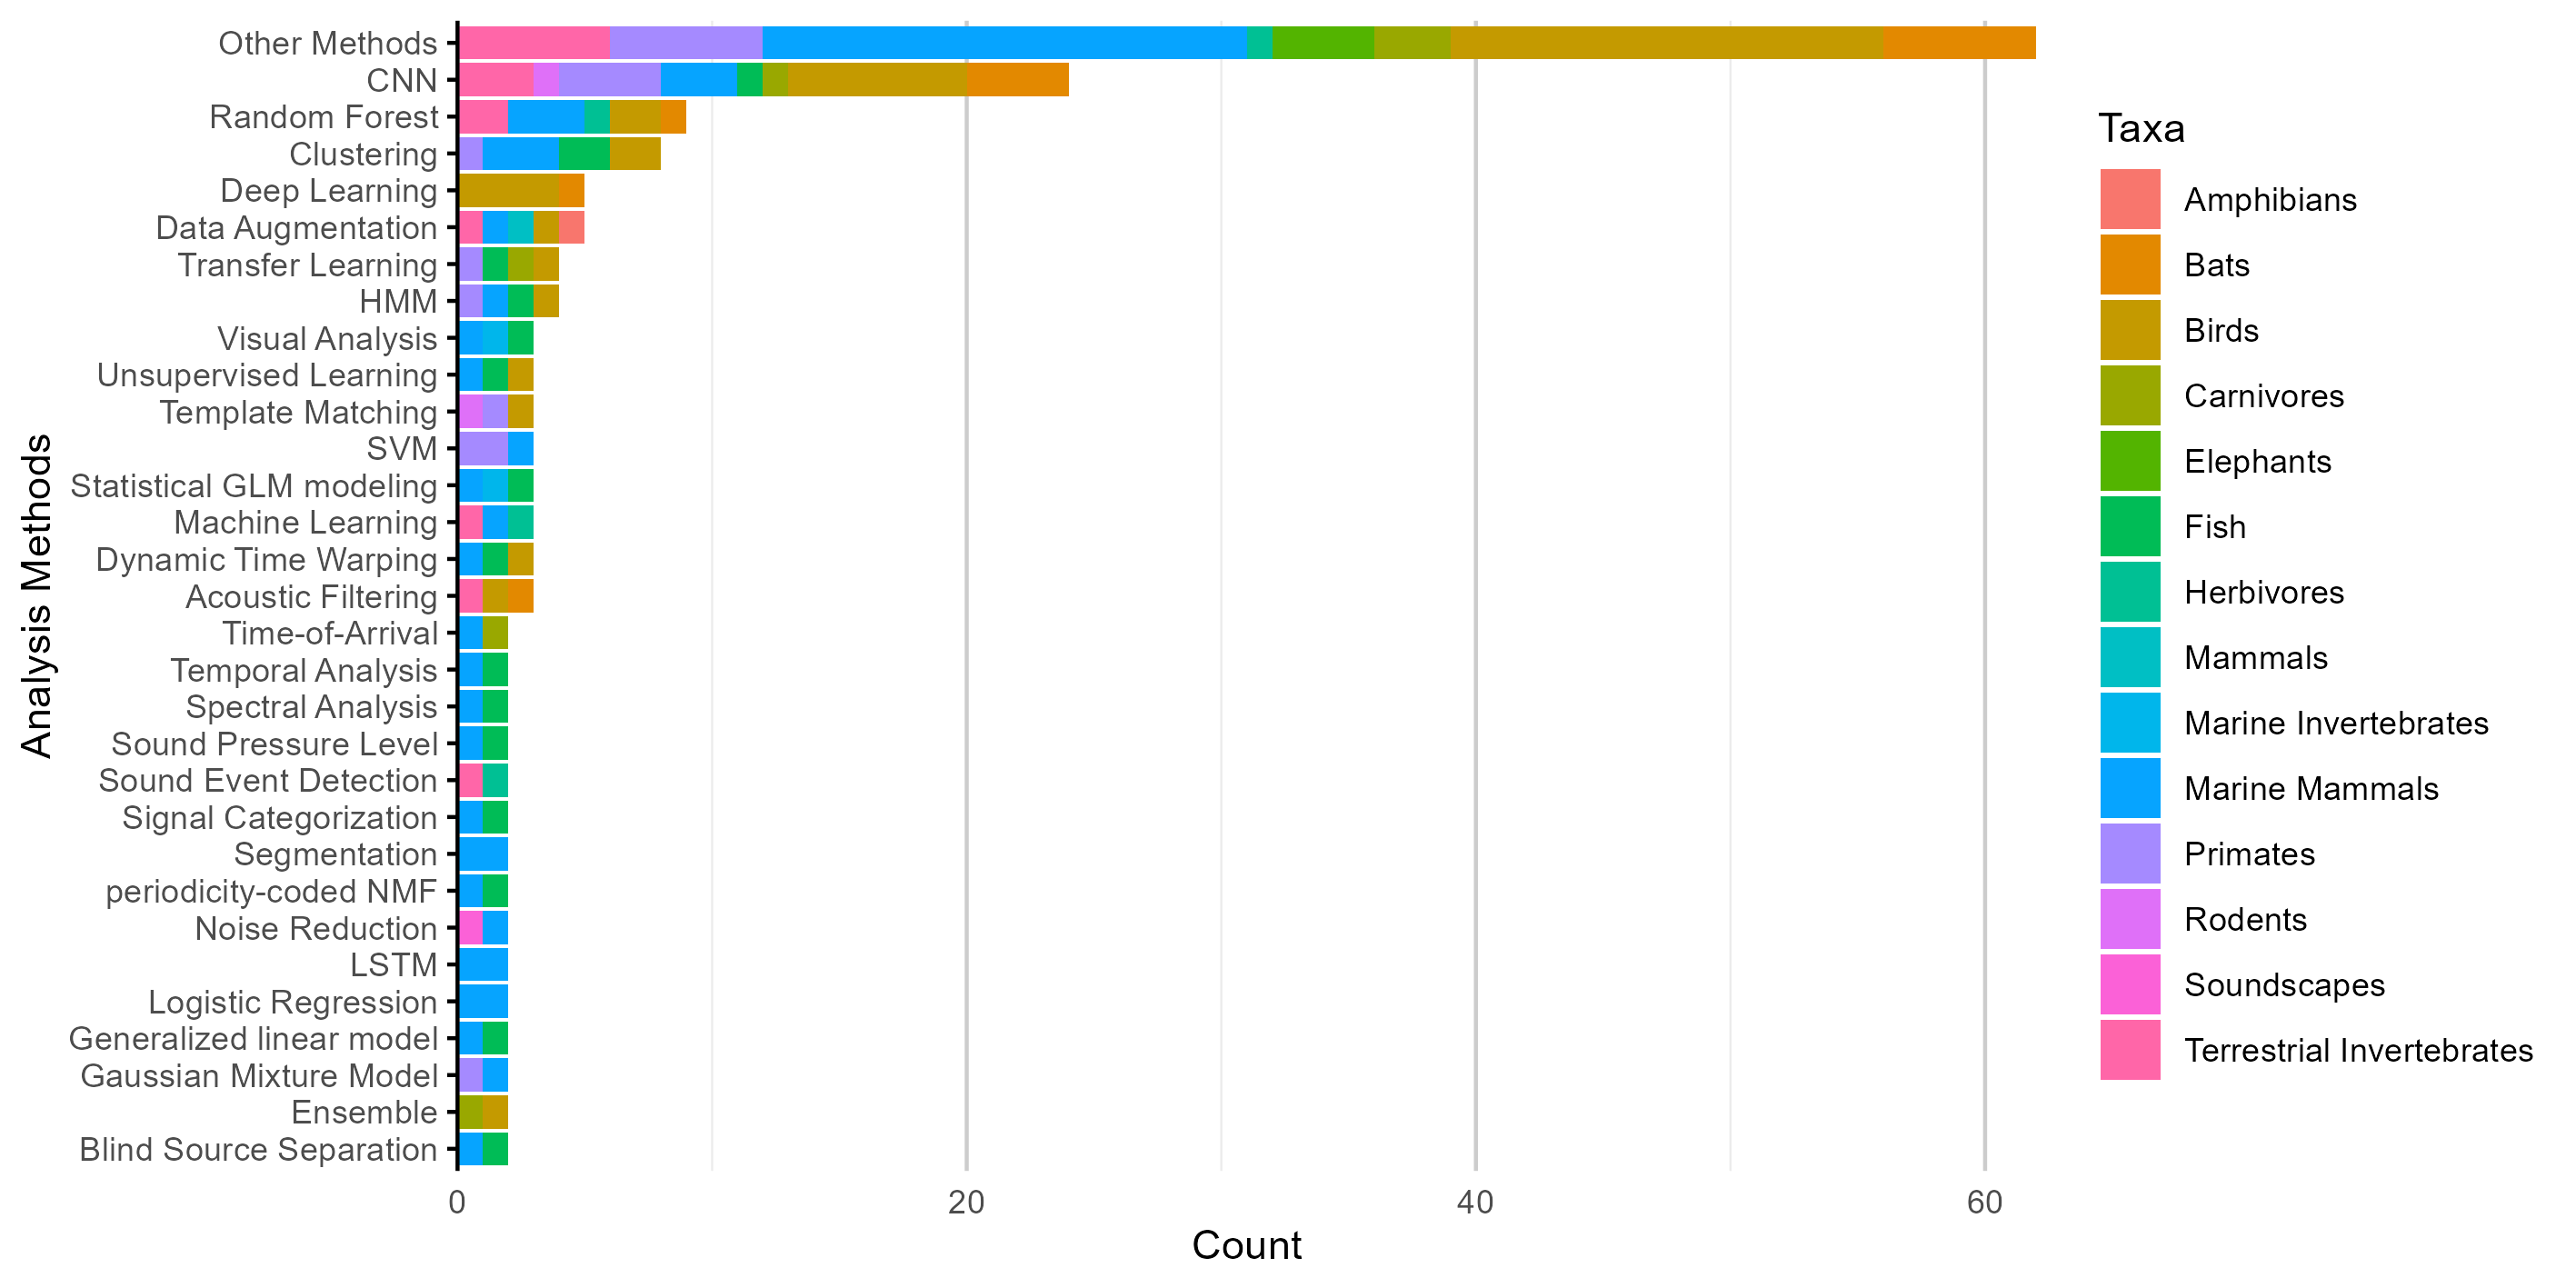 Analysis Methods
Other Methods
CNN
Random Forest
Clustering
Deep Learning
Data Augmentation
Transfer Learning
HMM
Visual Analysis
Unsupervised Learning
Template Matching
SVM
Statistical GLM modeling
Machine Learning
Dynamic Time Warping
Acoustic Filtering
Time-of-Arrival
Temporal Analysis
Spectral Analysis
Sound Pressure Level
Sound Event Detection
Signal Categorization
Segmentation
periodicity-coded NMF
Noise Reduction
LSTM
Logistic Regression
Generalized linear model
Gaussian Mixture Model
Ensemble
Blind Source Separation
0 20 40 60
Count
Taxa
Amphibians
Bats
Birds
Carnivores
Elephants
Fish
Herbivores
Mammals
Marine Invertebrates
Marine Mammals
Primates
Rodents
Soundscapes
Terrestrial Invertebrates